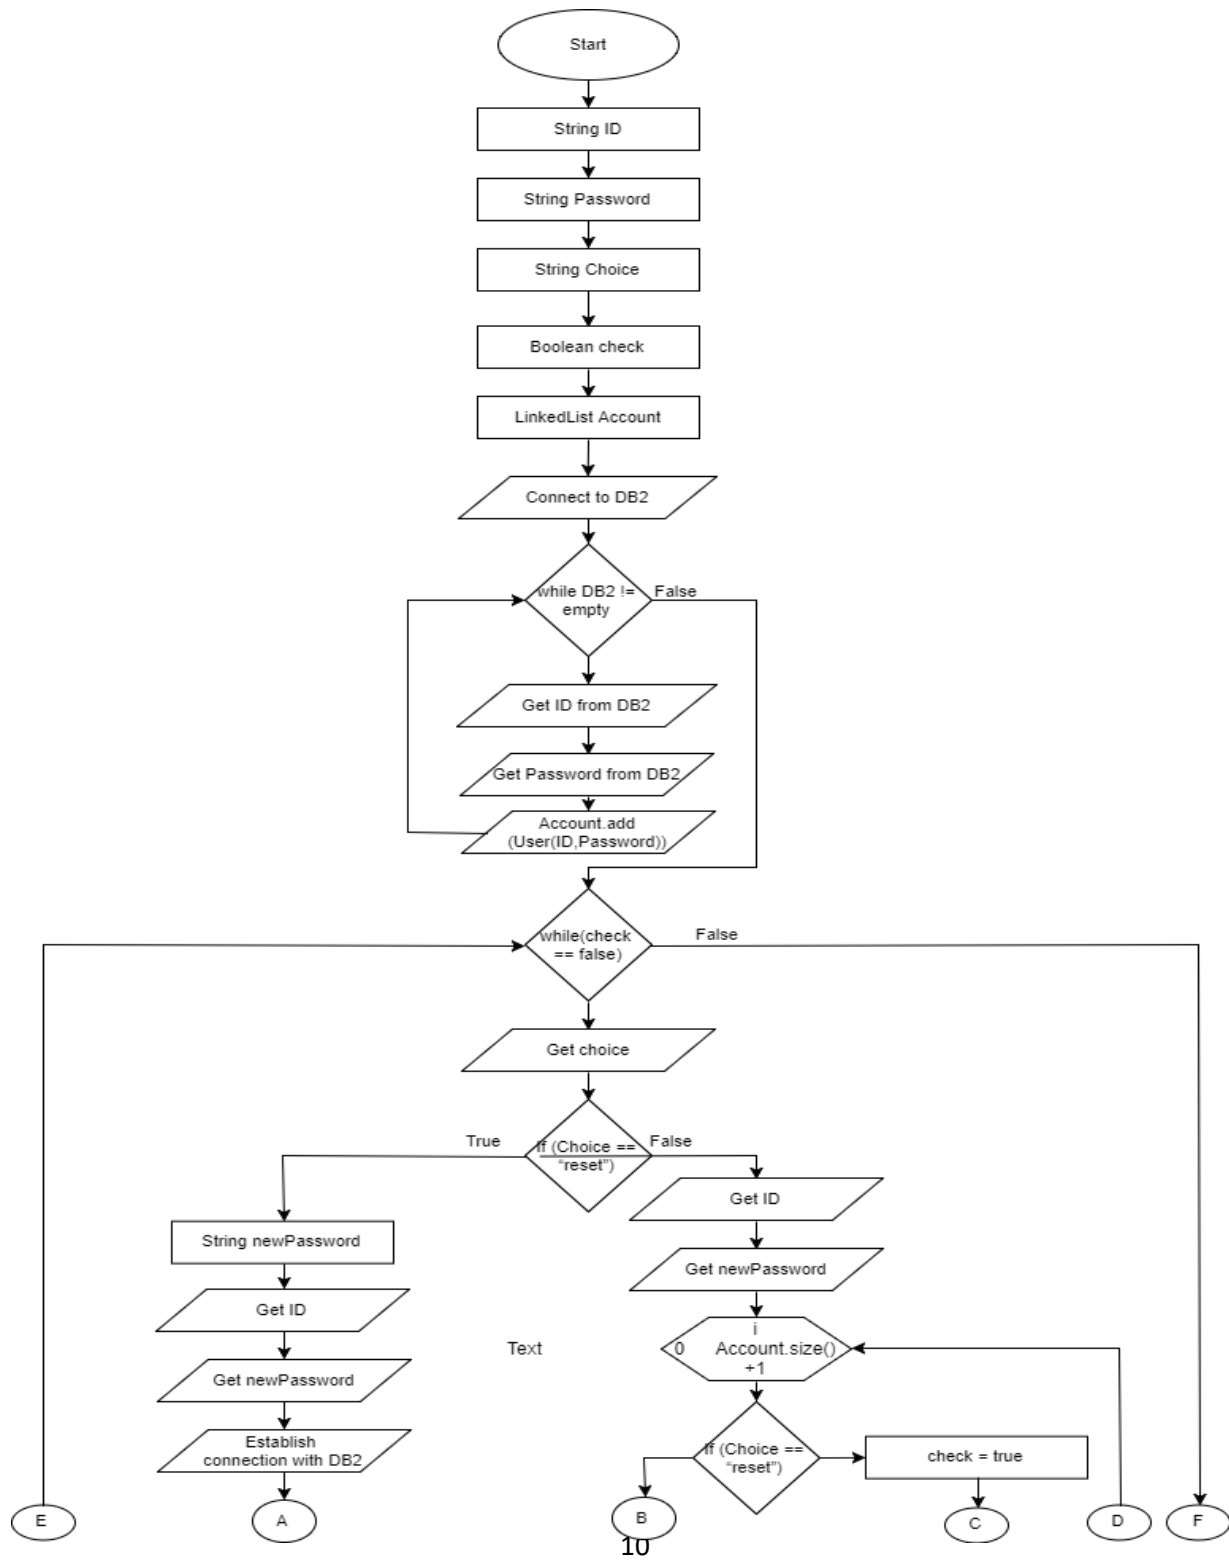 Start
String ID
String Password
String Choice
Boolean check
LinkedList Account
Connect to DB2
while DB2 !=
empty
False
Get ID from DB2
Get Password from DB2
Account.add
(User(ID,Password))
while(check
== false)
False
Get choice
True
If (Choice ==
“reset”)
False
Get ID
String newPassword
Get newPassword
Get ID
i
Text
0
Account.size()
+1
Get newPassword
Establish
connection with DB2
If (Choice ==
“reset”)
check = true
E
A
B
C
D
F
10